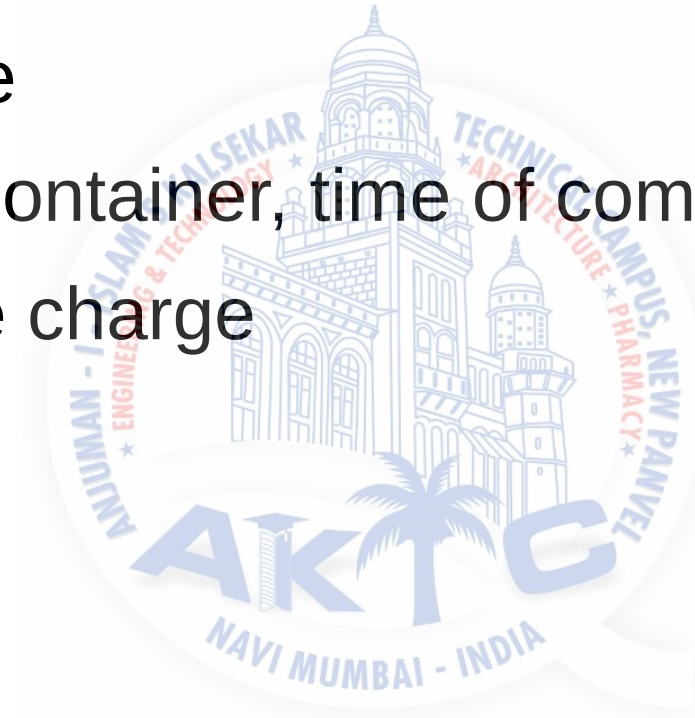 e
ontainer, time of com
e charge
ANJUMAN - I - ISLAM'S KALSEKAR TECHNICAL CAMPUS, NEW PANVEL
★ ENGINEERING & TECHNOLOGY ★
★ ARCHITECTURE ★ PHARMACY ★
AKTC
NAVI MUMBAI - INDIA